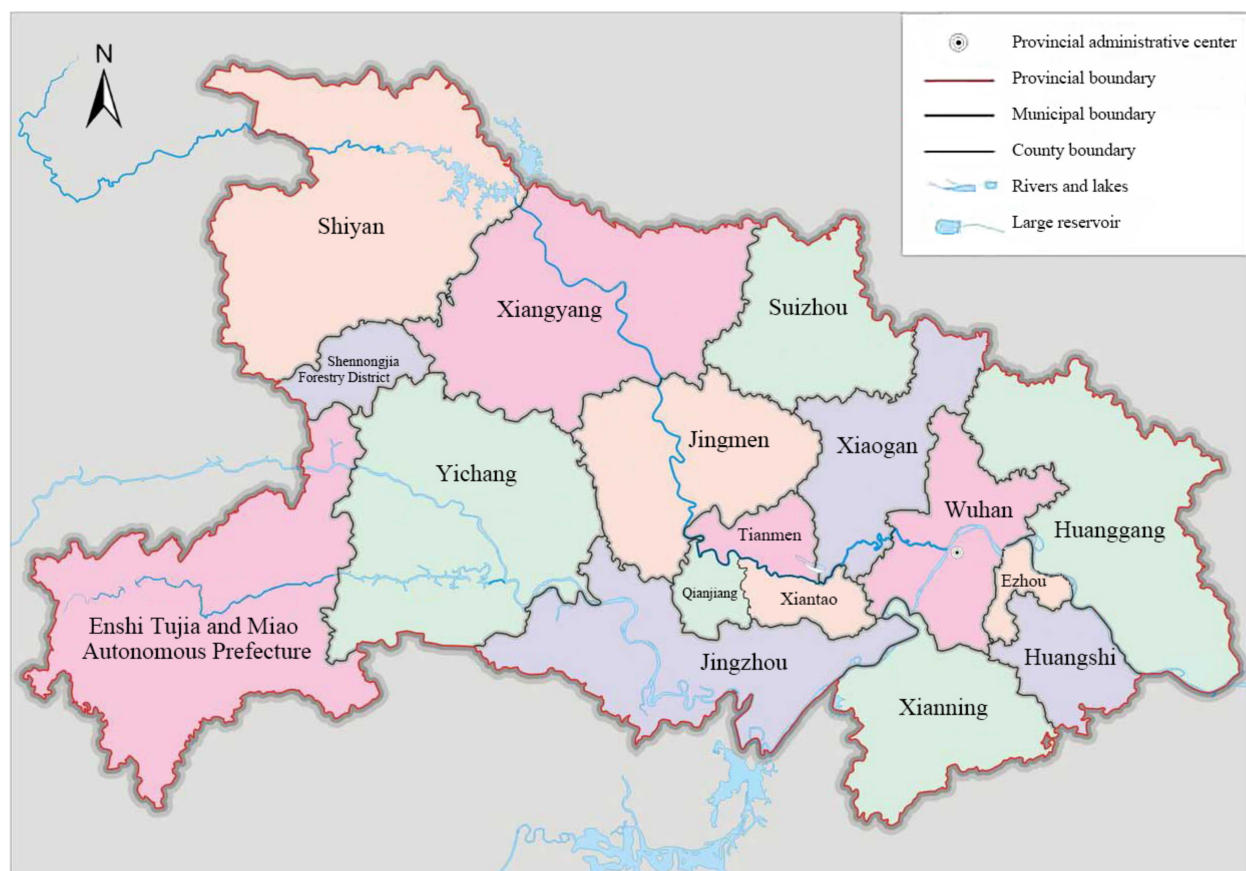 N
Provincial administrative center
Provincial boundary
Municipal boundary
County boundary
Rivers and lakes
Large reservoir
Shiyan
Xiangyang
Suizhou
Shennongjia
Forestry District
Jingmen
Xiaogan
Yichang
Wuhan
Huanggang
Tianmen
Ezhou
Qianjiang
Xiantao
Enshi Tujia and Miao
Autonomous Prefecture
Jingzhou
Huangshi
Xianning